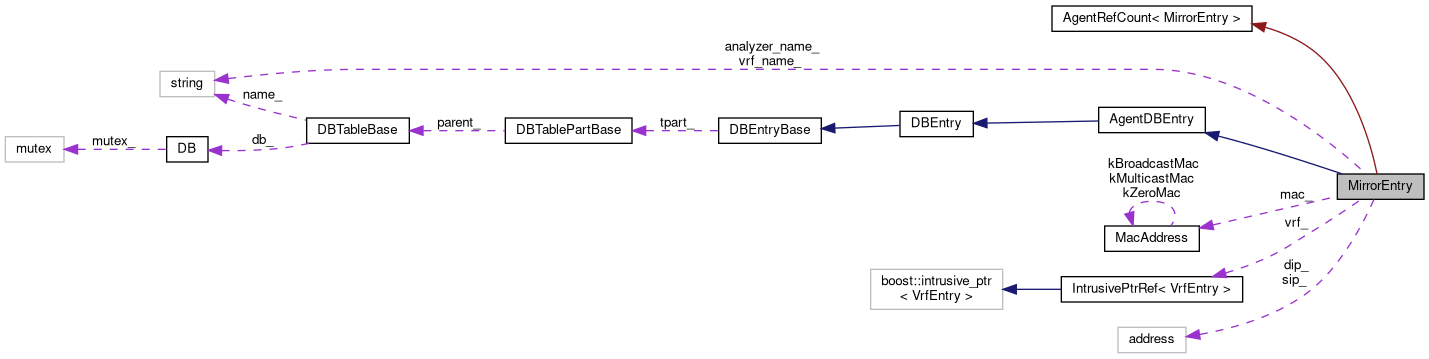 AgentRefCount< MirrorEntry >
analyzer_name_
vrf_name_
string
name_
DBTableBase
parent_
DBTablePartBase
tpart_
DBEntryBase
DBEntry
AgentDBEntry
mutex
mutex_
DB
db_
kBroadcastMac
kMulticastMac
kZeroMac
MirrorEntry
mac_
MacAddress
vrf_
boost::intrusive_ptr
< VrfEntry >
IntrusivePtrRef< VrfEntry >
dip_
sip_
address